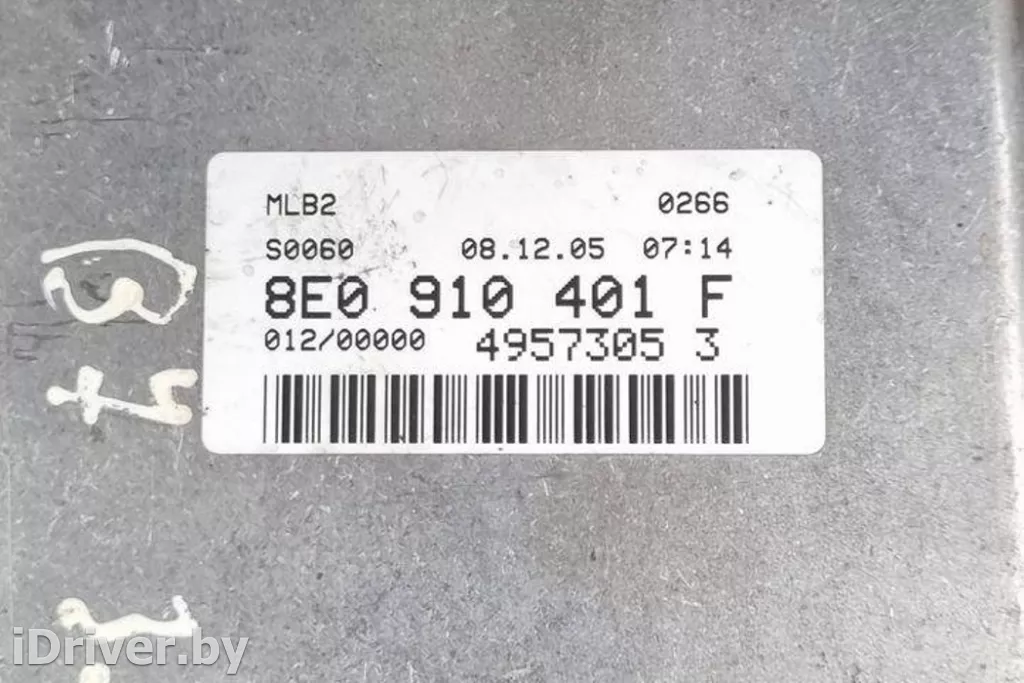 MLB2 0266
S0060 08.12.05 07:14
8E0 910 401 F
012/00000 4957305 3
iDriver.by